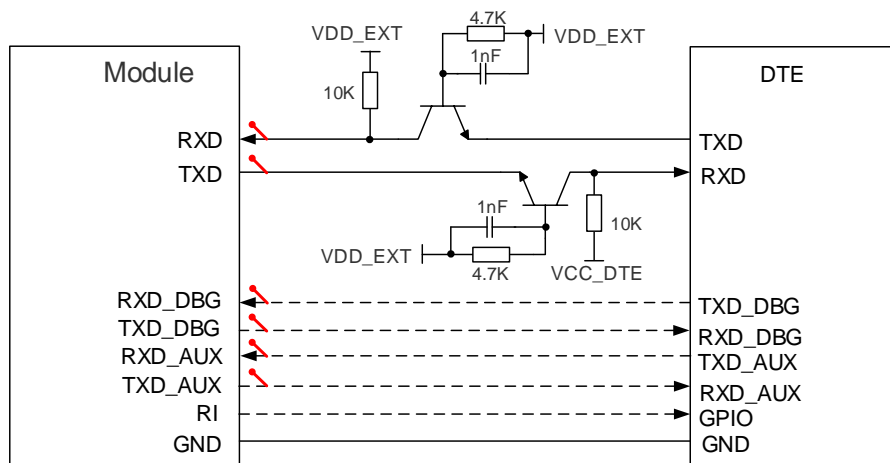 4.7K
VDD_EXT
VDD_EXT
1nF
Module
DTE
10K
RXD
TXD
TXD
RXD
1nF
10K
VDD_EXT
4.7K
VCC_DTE
RXD_DBG
TXD_DBG
TXD_DBG
RXD_DBG
RXD_AUX
TXD_AUX
TXD_AUX
RXD_AUX
RI
GPIO
GND
GND